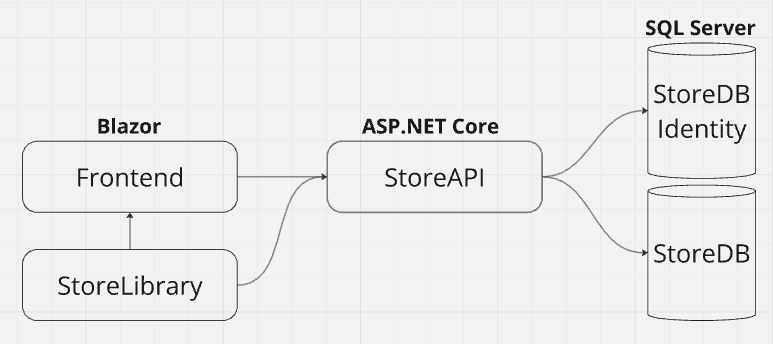 SQL Server
StoreDB
Identity
Blazor
ASP.NET Core
Frontend
StoreAPI
StoreDB
StoreLibrary